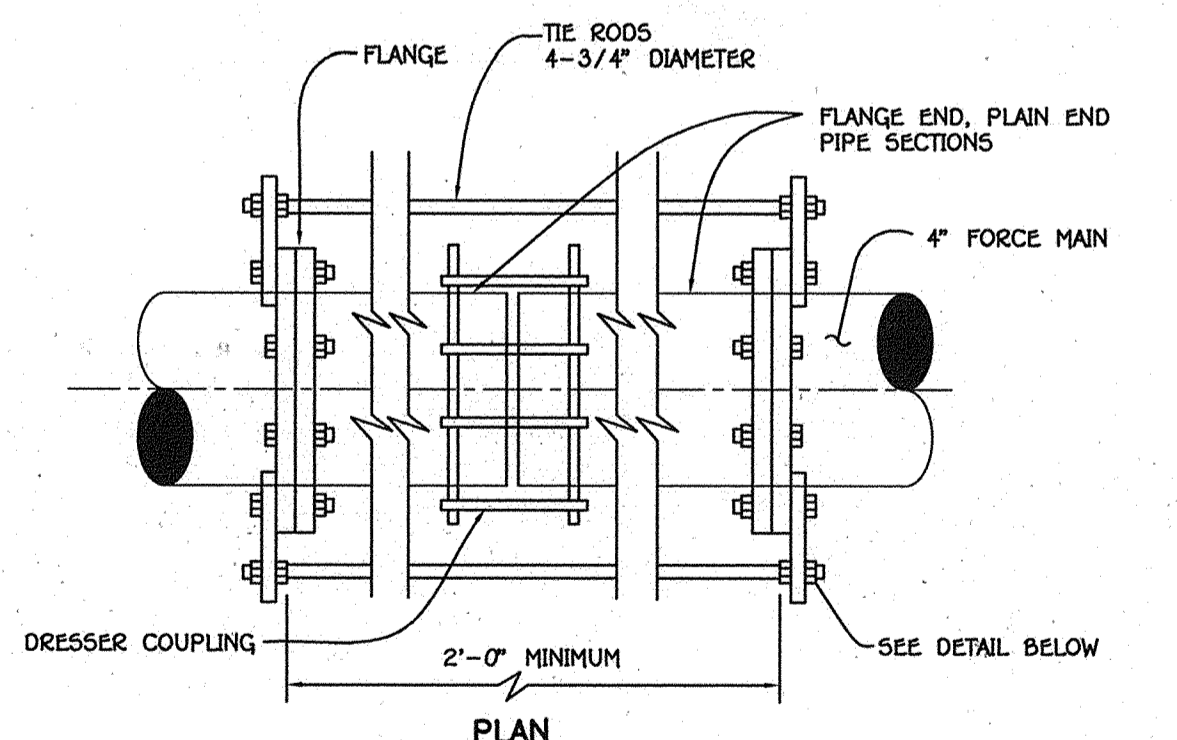 TIE RODS
4-3/4" DIAMETER
FLANGE
FLANGE END, PLAIN END
PIPE SECTIONS
4" FORCE MAIN
DRESSER COUPLING
2'-0" MINIMUM
SEE DETAIL BELOW
PLAN